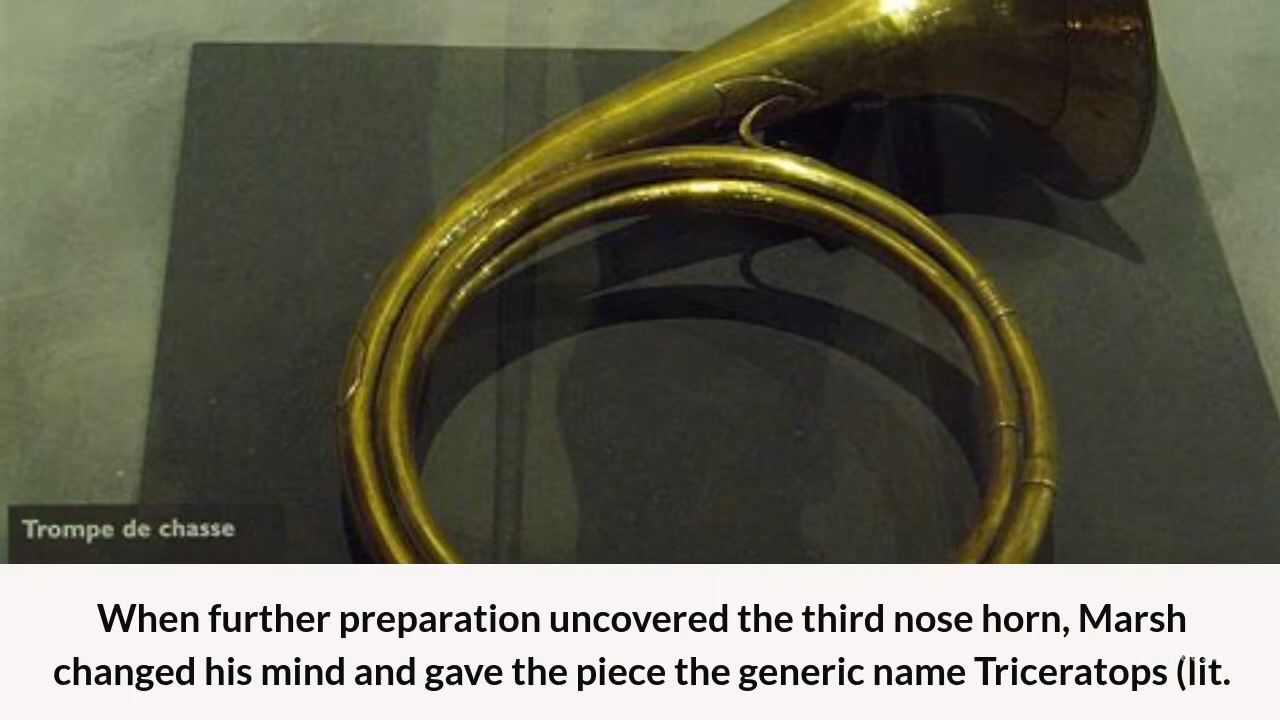 Trompe de chasse
When further preparation uncovered the third nose horn, Marsh
changed his mind and gave the piece the generic name Triceratops (lit.